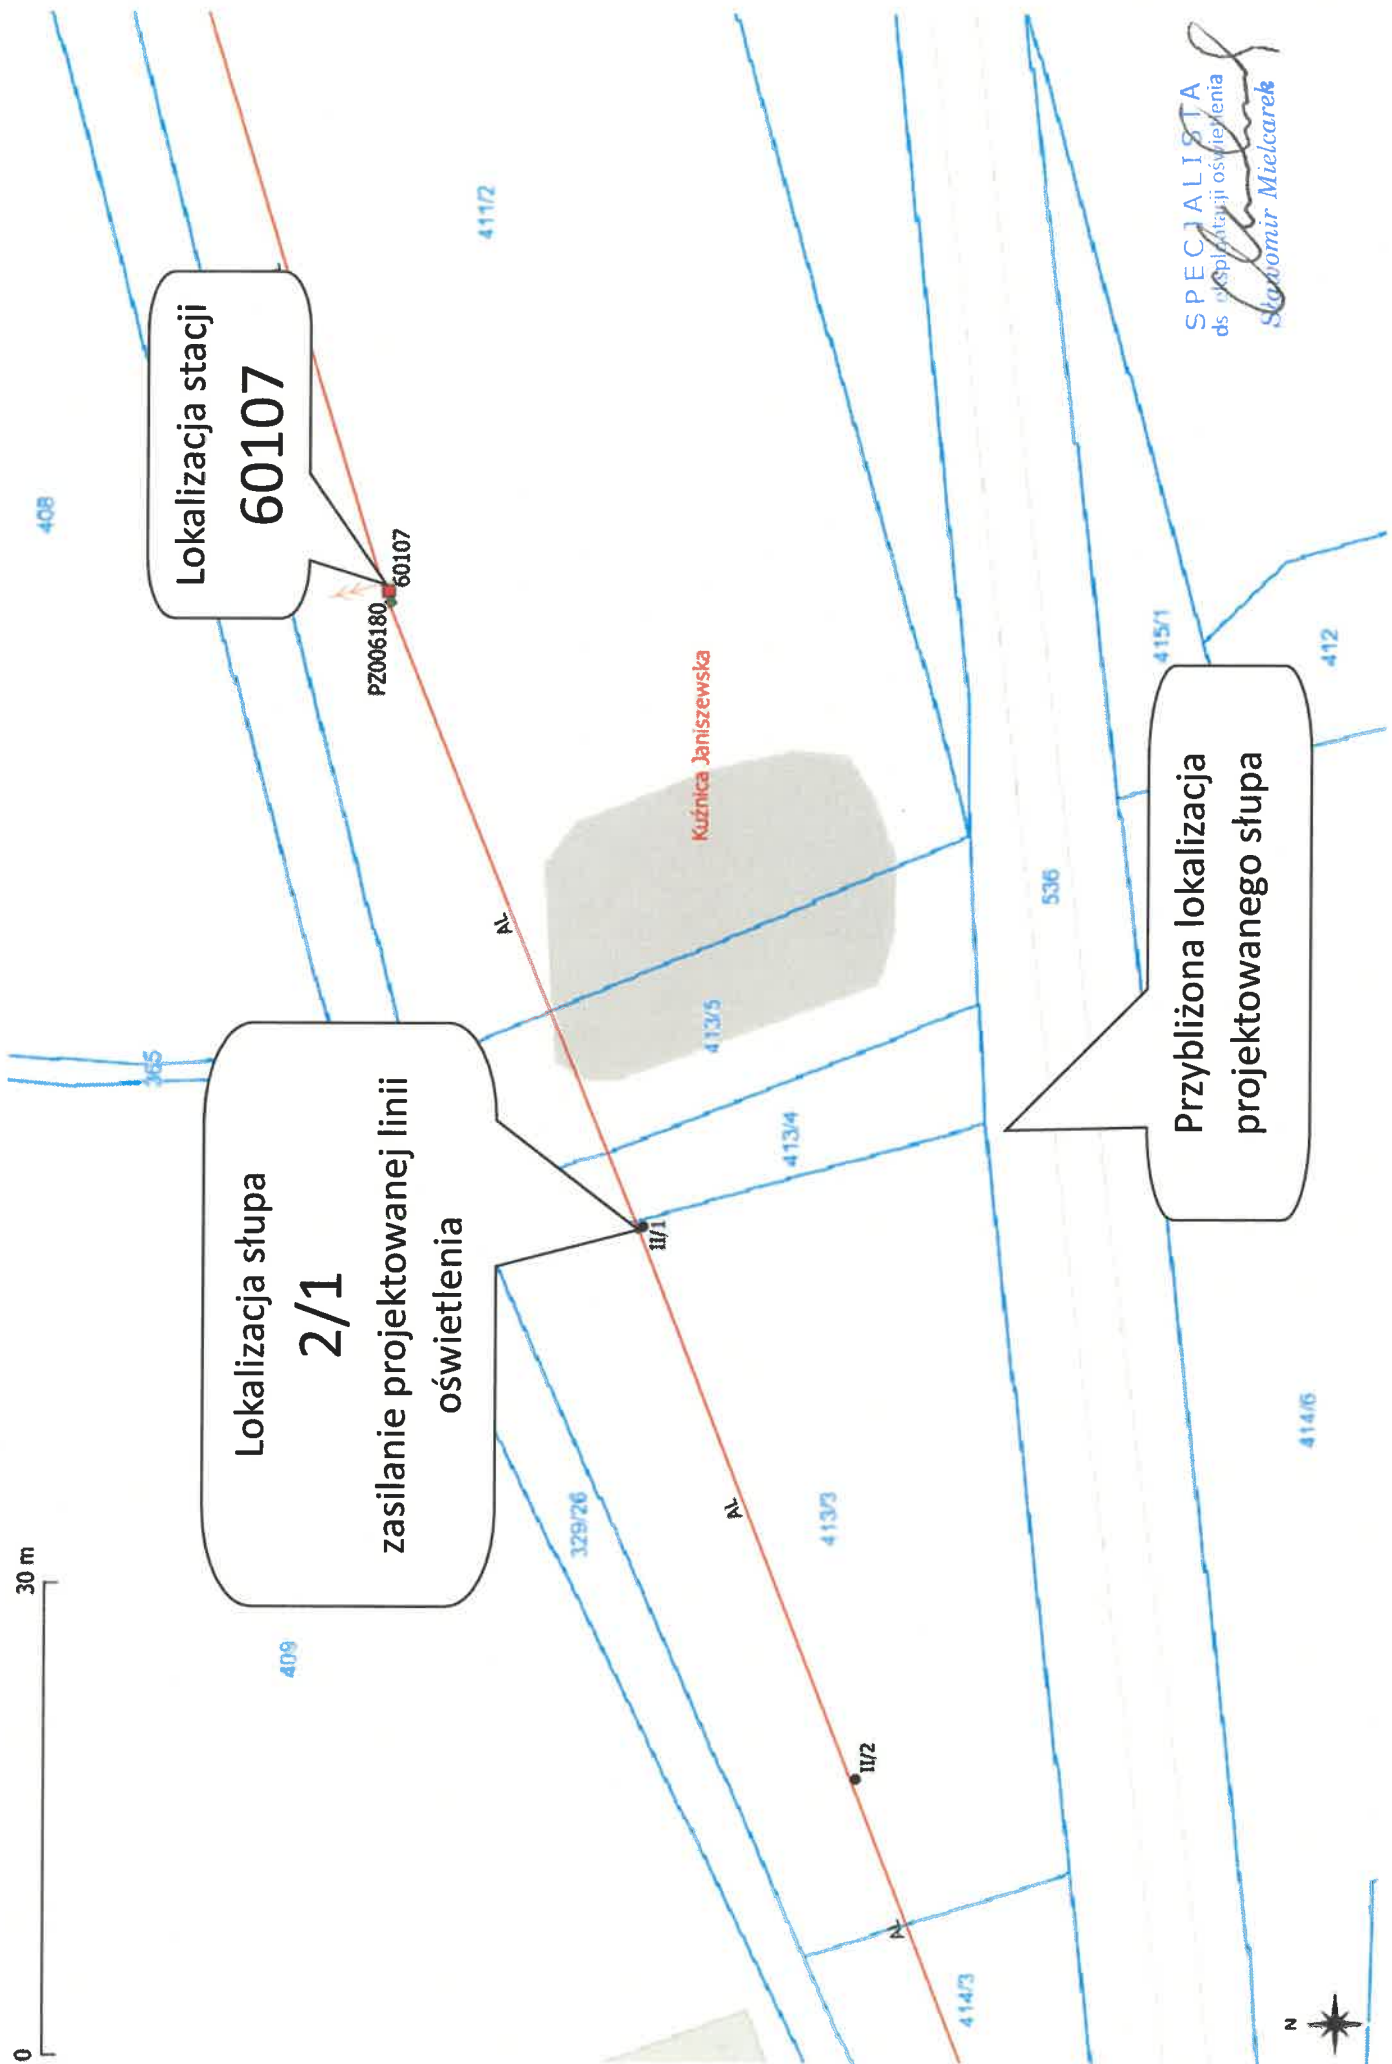 0
30 m
408
Lokalizacja stacji
60107
411/2
365
PZ006180
60107
409
Lokalizacja słupa
2/1
zasilanie projektowanej linii
oświetlenia
AL
Kuźnica Janiszewska
329/26
II/1
413/5
413/4
AL
413/3
536
415/1
412
II/2
AL
414/3
Przybliżona lokalizacja
projektowanego słupa
414/6
N
SPECJALISTA
ds eksploatacji oświetlenia
Sławomir Mielcarek